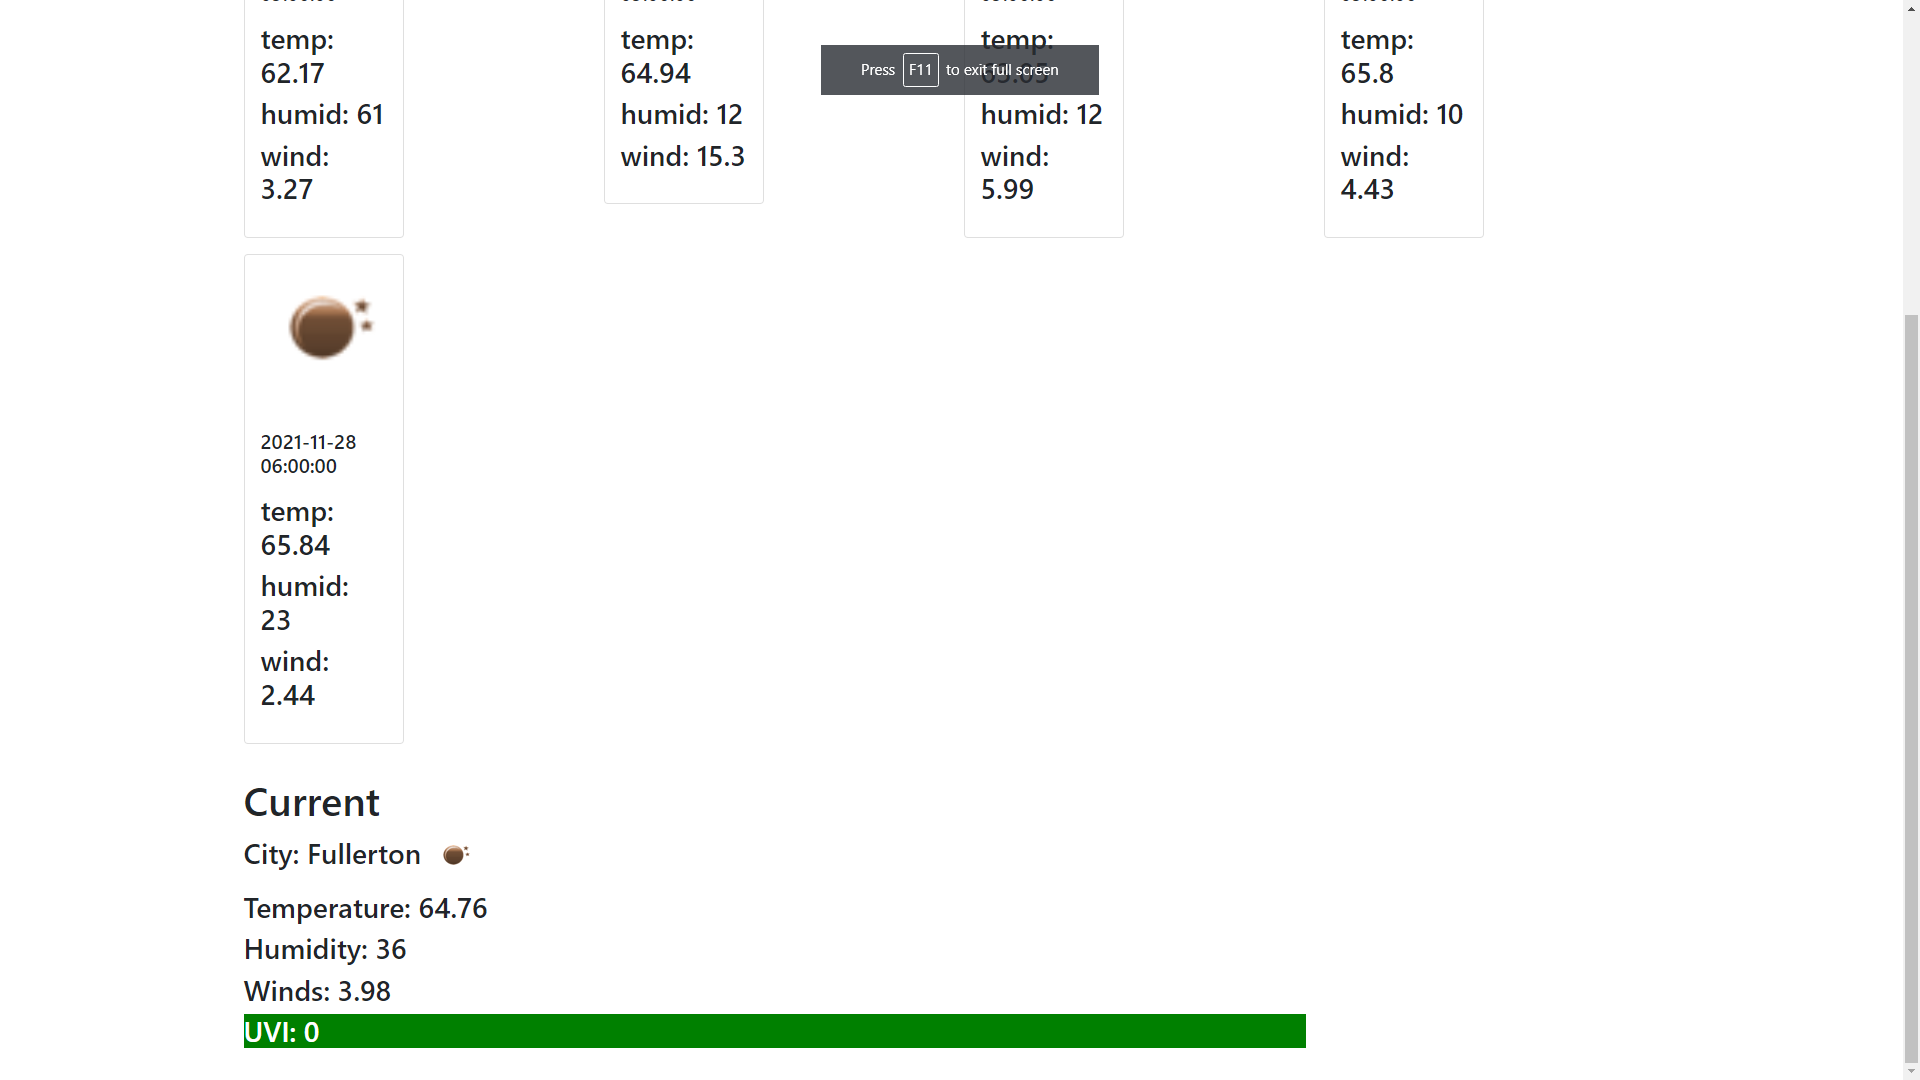 temp:
62.17
humid: 61
wind:
3.27
temp:
64.94
humid: 12
wind: 15.3
temp:
humid: 12
wind:
5.99
temp:
65.8
humid: 10
wind:
4.43
Press F11 to exit full screen
2021-11-28
06:00:00
temp:
65.84
humid:
23
wind:
2.44
Current
City: Fullerton
Temperature: 64.76
Humidity: 36
Winds: 3.98
UVI: 0